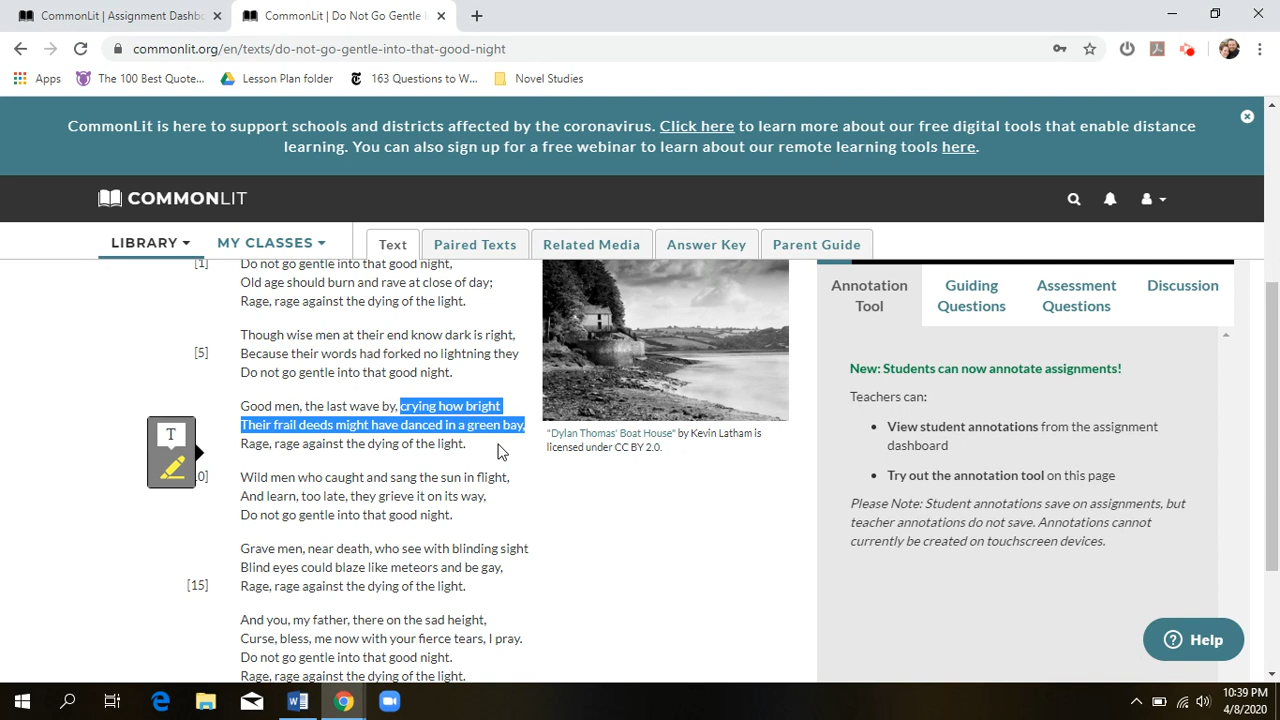 CommonLit | Assignment Dashb
CommonLit | Do Not Go Gentle I
commonlit.org/en/texts/do-not-go-gentle-into-that-good-night
Apps
The 100 Best Quote...
Lesson Plan folder
163 Questions to W...
Novel Studies
CommonLit is here to support schools and districts affected by the coronavirus. Click here to learn more about our free digital tools that enable distance
learning. You can also sign up for a free webinar to learn about our remote learning tools here.
COMMONLIT
LIBRARY
MY CLASSES
Text
Paired Texts
Related Media
Answer Key
Parent Guide
[1] Do not go gentle into that good night,
Old age should burn and rave at close of day;
Rage, rage against the dying of the light.
Though wise men at their end know dark is right,
[5] Because their words had forked no lightning they
Do not go gentle into that good night.
Good men, the last wave by, crying how bright
Their frail deeds might have danced in a green bay,
Rage, rage against the dying of the light.
T
0] Wild men who caught and sang the sun in flight,
And learn, too late, they grieve it on its way,
Do not go gentle into that good night.
Grave men, near death, who see with blinding sight
Blind eyes could blaze like meteors and be gay,
[15] Rage, rage against the dying of the light.
And you, my father, there on the sad height,
Curse, bless, me now with your fierce tears, I pray.
Do not go gentle into that good night.
Rage, rage against the dying of the light.
"Dylan Thomas' Boat House" by Kevin Latham is
licensed under CC BY 2.0.
Annotation
Tool
Guiding
Questions
Assessment
Questions
Discussion
New: Students can now annotate assignments!
Teachers can:
• View student annotations from the assignment
dashboard
• Try out the annotation tool on this page
Please Note: Student annotations save on assignments, but
teacher annotations do not save. Annotations cannot
currently be created on touchscreen devices.
Help
10:39 PM
4/8/2020